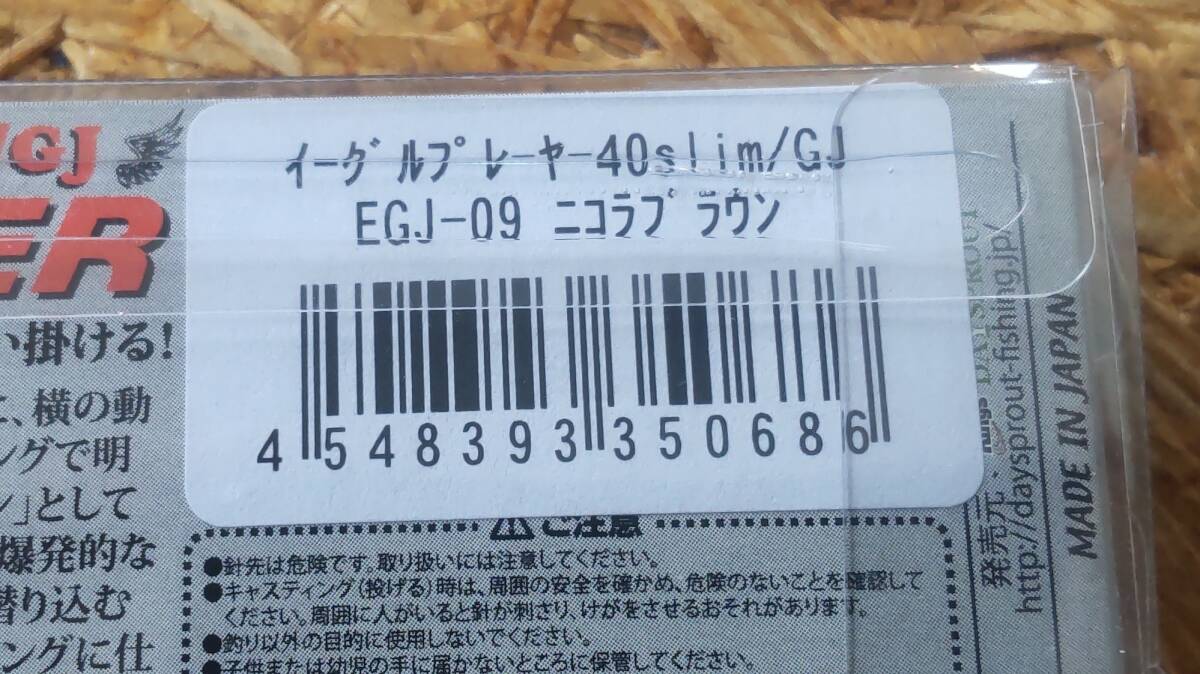 イーグルプレーヤー40slim/GJ
EGJ-09 ニコラブラウン
4 548393 350686
GJ
ER
い掛ける!
、横の動
ングで明
ン」として
爆発的な
潜り込む
ングに仕
ご注意
●針先は危険です。取り扱いには注意してください。
●キャスティング(投げる)時は、周囲の安全を確かめ、危険のないことを確認して
ください。周囲に人がいると針が刺さり、けがをさせるおそれがあります。
●釣り以外の目的に使用しないでください。
●子供または幼児の手に届かないところに保管してください。
発売元:
DAYSPROUT
http://daysprout-fishing.jp/
MADE IN JAPAN